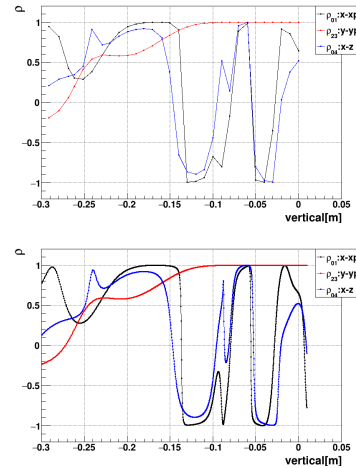 ρ
ρ01:x-xp
ρ23:y-yp
ρ04:x-z
1
0.5
0
−0.5
−1
−0.3 −0.25 −0.2 −0.15 −0.1 −0.05 0 0.05
vertical[m]
ρ
ρ01:x-xp
ρ23:y-yp
ρ04:x-z
1
0.5
0
−0.5
−1
−0.3 −0.25 −0.2 −0.15 −0.1 −0.05 0 0.05
vertical[m]